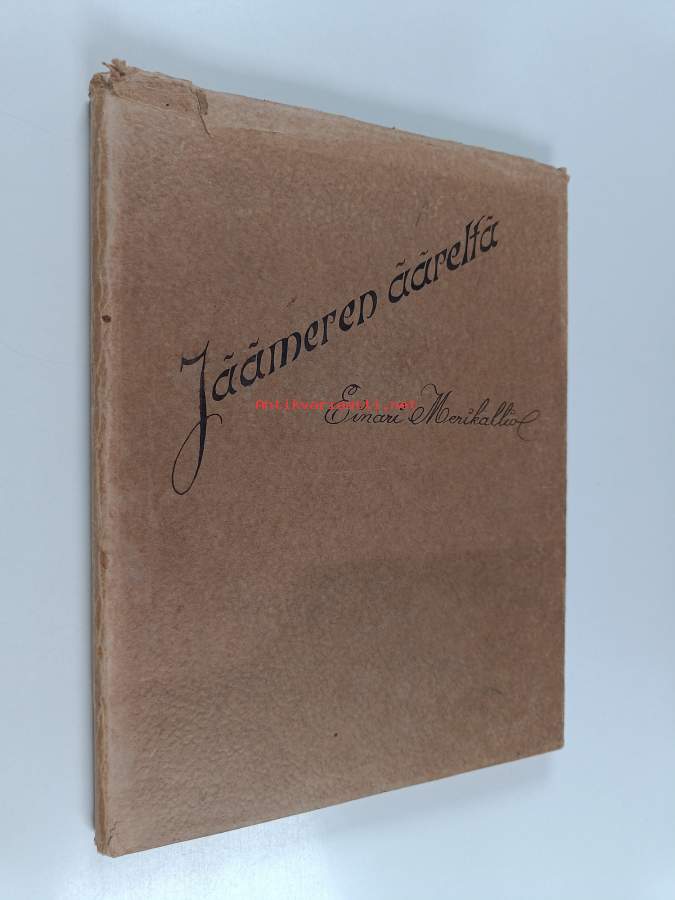 Jäämeren ääreltä
Antikvariaatti.net
Einari Merikallio